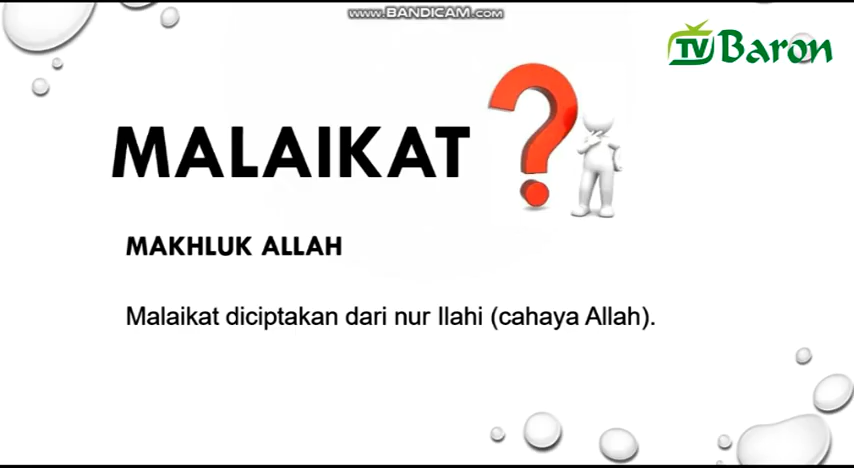 WWW.BANDICAM.COM
TV Baron
MALAIKAT
MAKHLUK ALLAH
Malaikat diciptakan dari nur Ilahi (cahaya Allah).